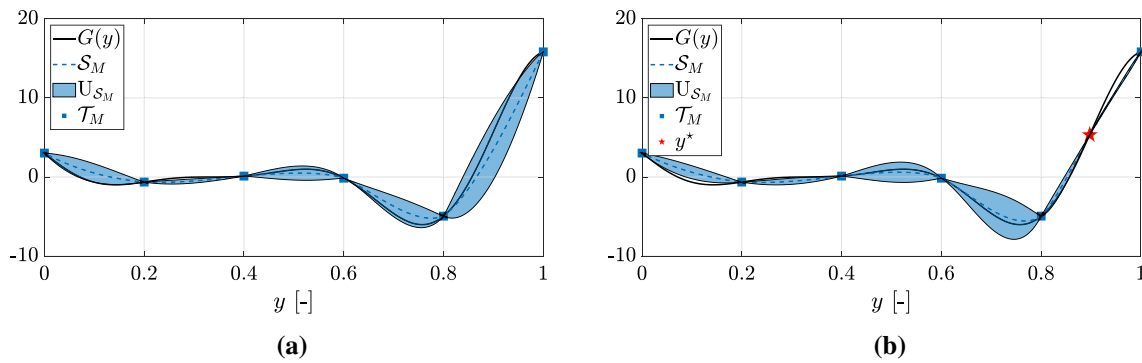 20
10
0
-10
0 0.2 0.4 0.6 0.8 1
y [-]
G(y)
𝒮_M
U_{𝒮_M}
𝒯_M
(a)
20
10
0
-10
0 0.2 0.4 0.6 0.8 1
y [-]
G(y)
𝒮_M
U_{𝒮_M}
𝒯_M
y⋆
(b)